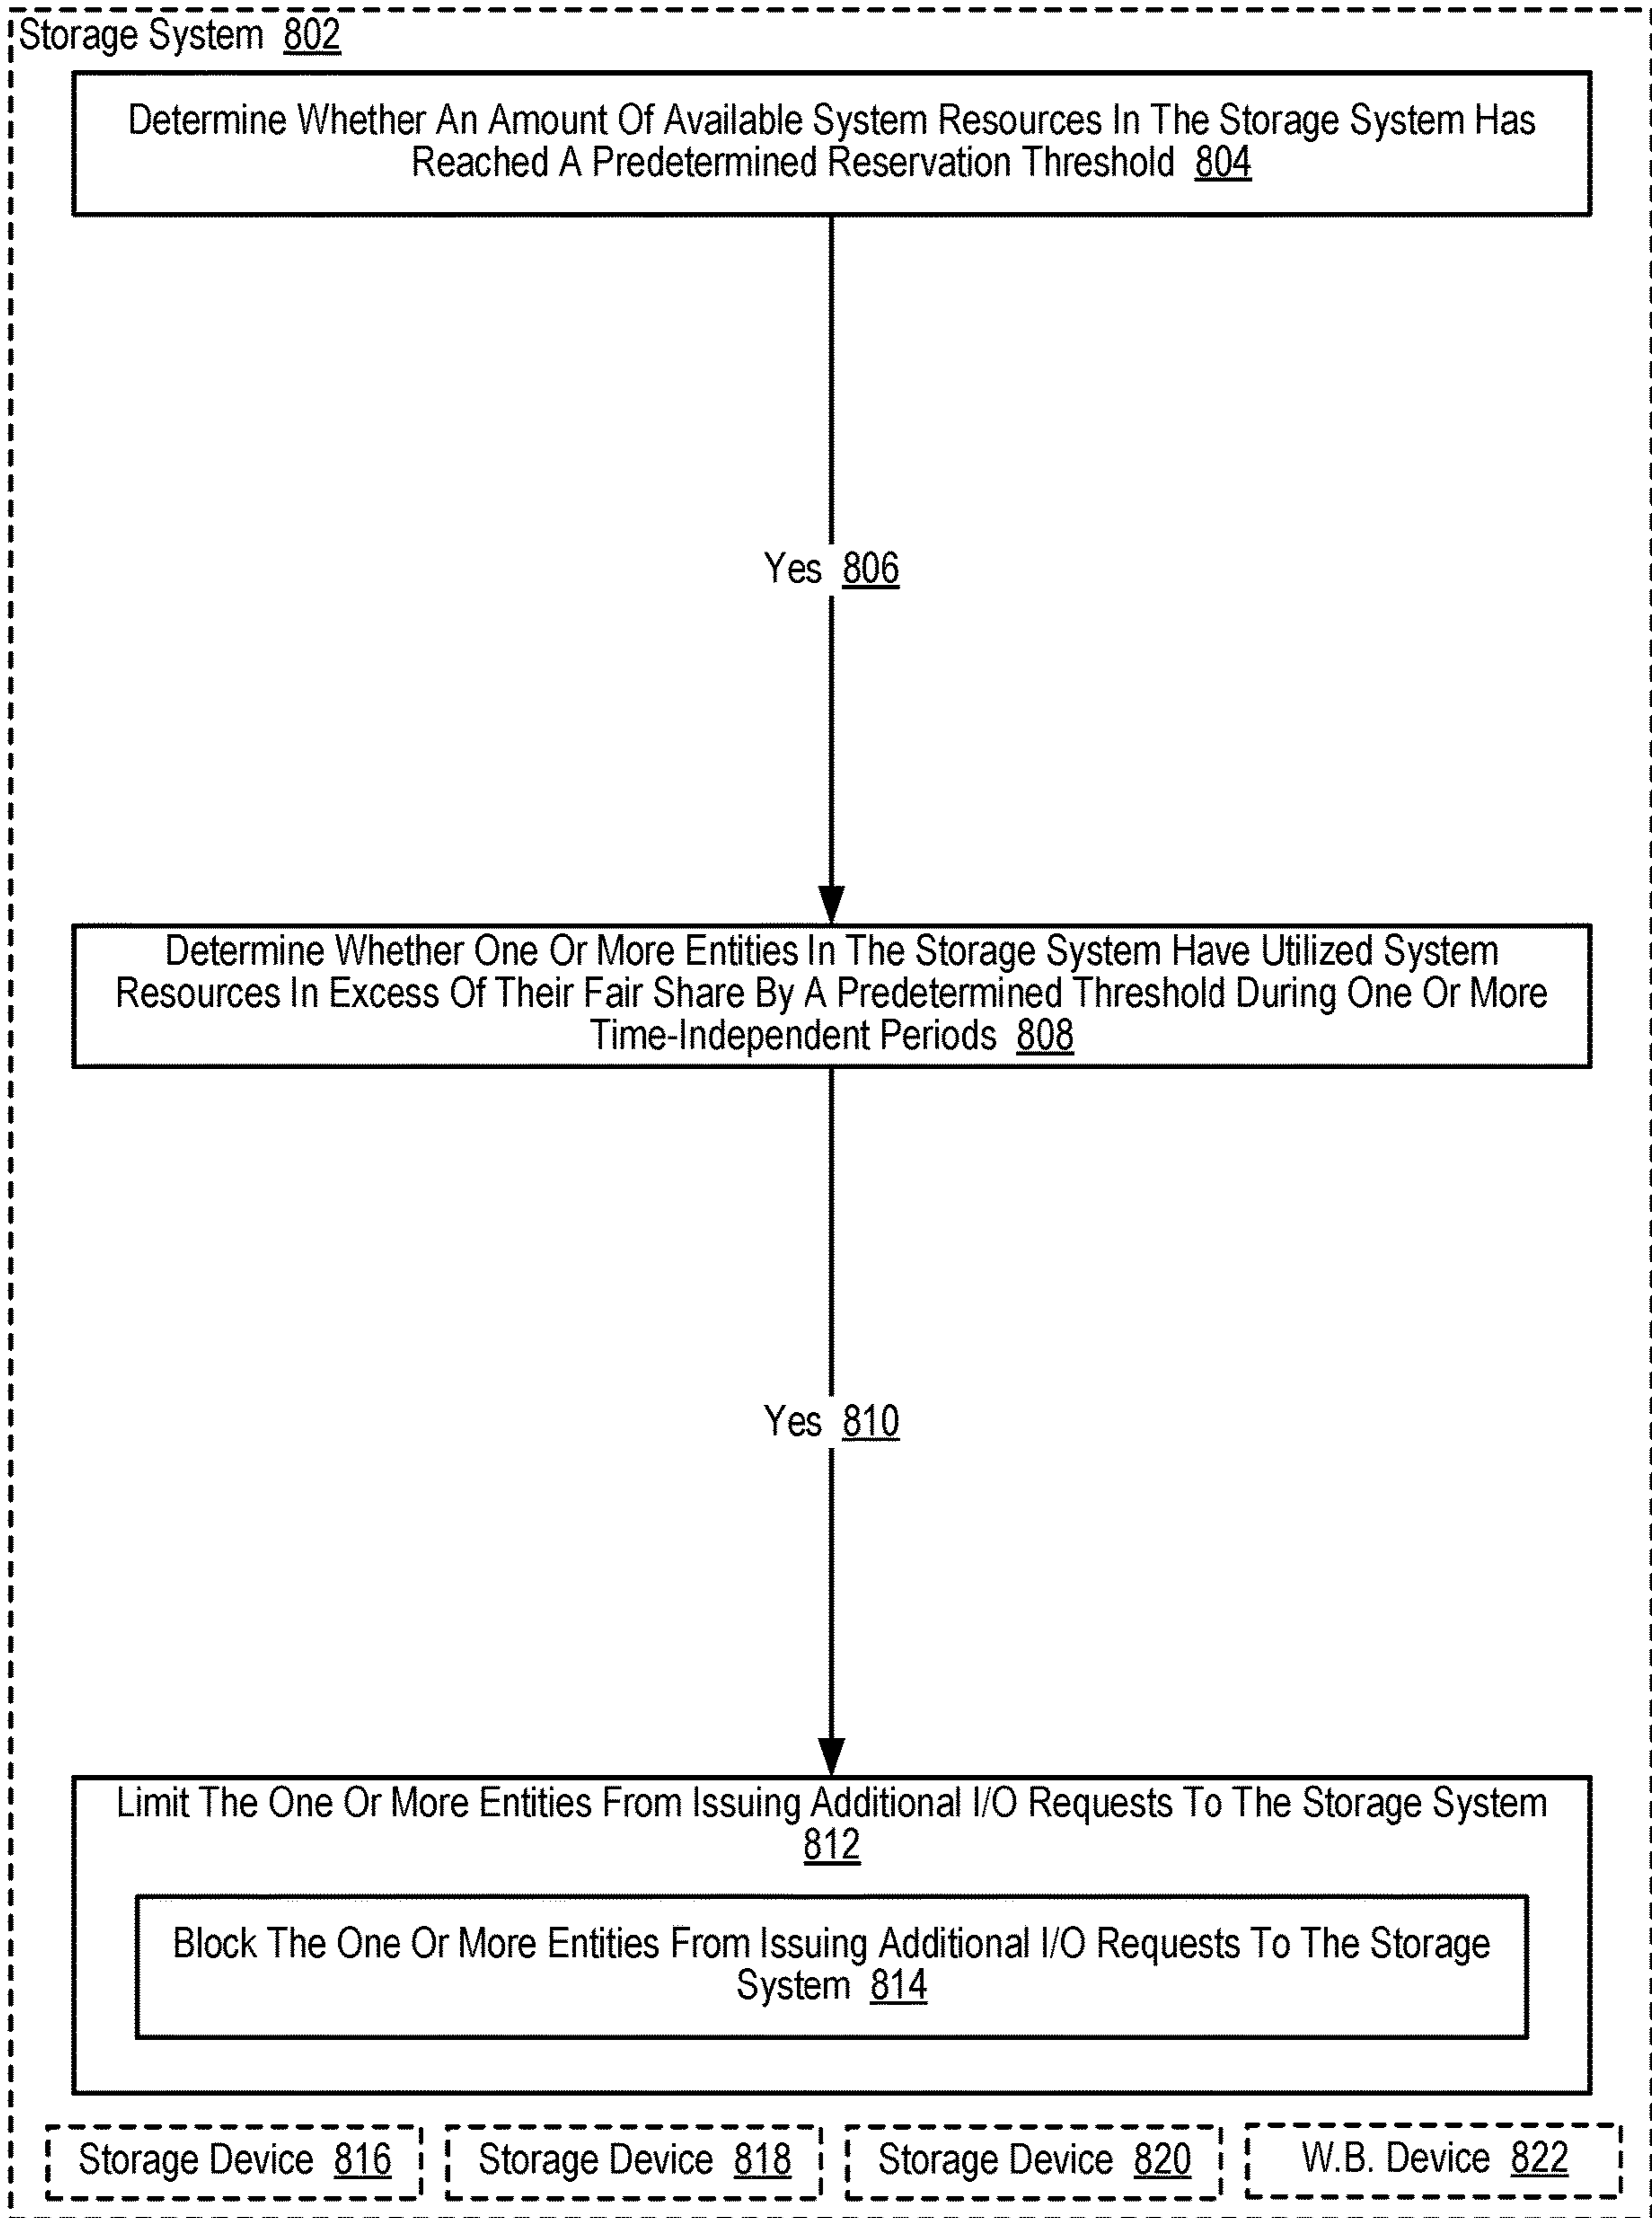 Storage System 802
Determine Whether An Amount Of Available System Resources In The Storage System Has
Reached A Predetermined Reservation Threshold 804
Yes 806
Determine Whether One Or More Entities In The Storage System Have Utilized System
Resources In Excess Of Their Fair Share By A Predetermined Threshold During One Or More
Time-Independent Periods 808
Yes 810
Limit The One Or More Entities From Issuing Additional I/O Requests To The Storage System
812
Block The One Or More Entities From Issuing Additional I/O Requests To The Storage
System 814
Storage Device 816
Storage Device 818
Storage Device 820
W.B. Device 822